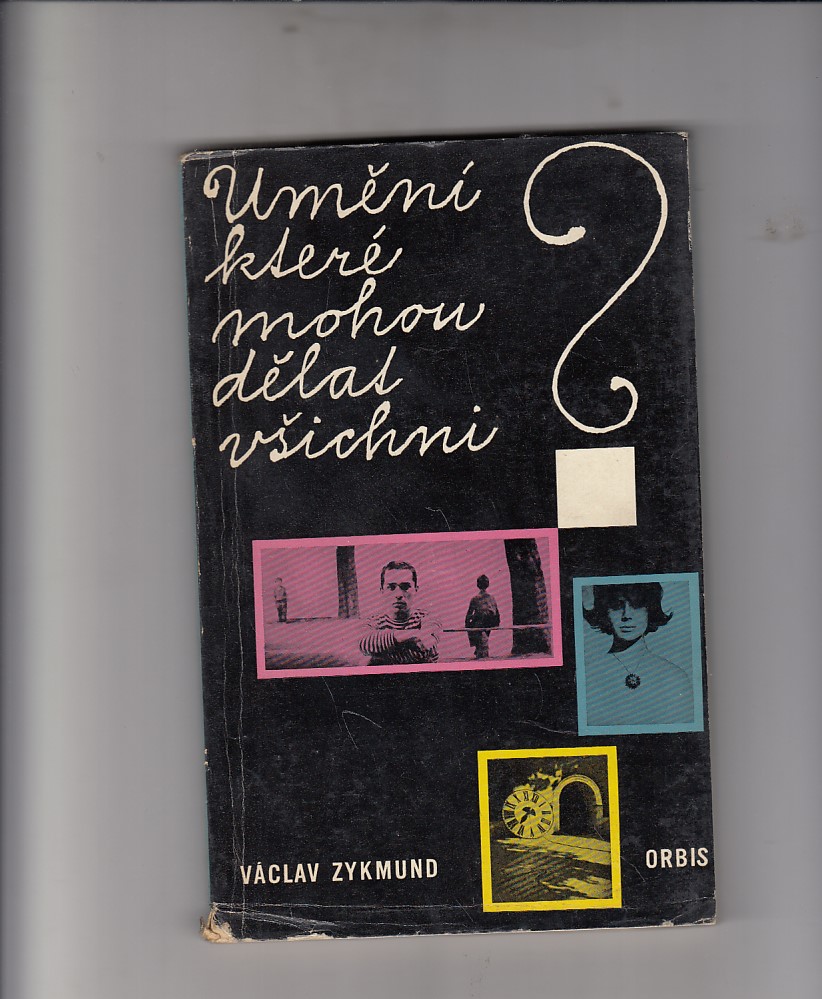 Umění
které
mohou
dělat
všichni
?
VÁCLAV ZYKMUND
ORBIS